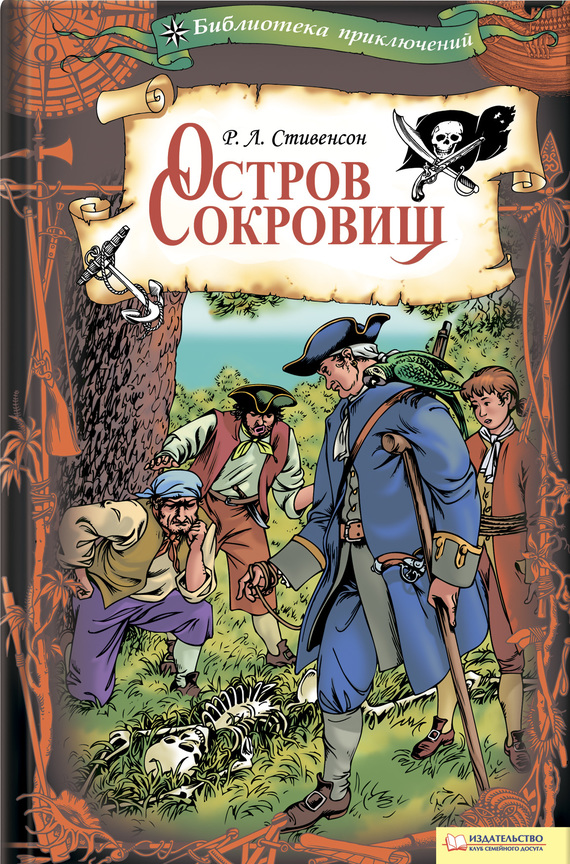 Библиотека приключений
Р. Л. Стивенсон
Остров
Сокровищ
ИЗДАТЕЛЬСТВО
КЛУБ СЕМЕЙНОГО ДОСУГА